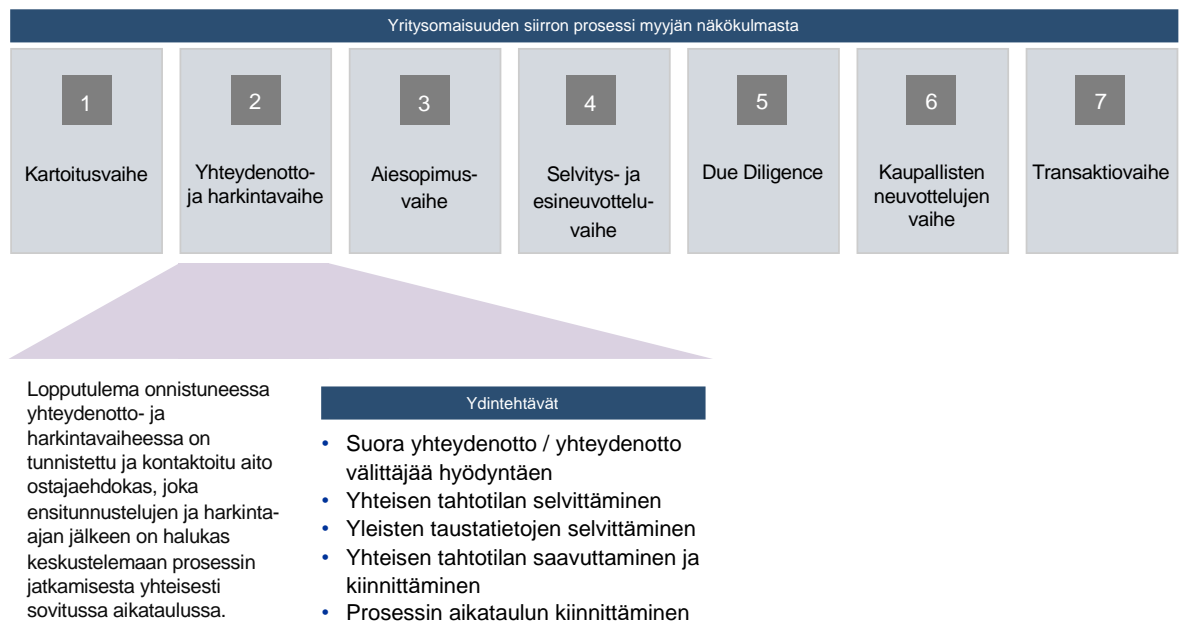 Yritysomaisuuden siirron prosessi myyjän näkökulmasta
1
Kartoitusvaihe
2
Yhteydenotto-
ja harkintavaihe
3
Aiesopimus-
vaihe
4
Selvitys- ja
esineuvottelu-
vaihe
5
Due Diligence
6
Kaupallisten
neuvottelujen
vaihe
7
Transaktiovaihe
Lopputulema onnistuneessa
yhteydenotto- ja
harkintavaiheessa on
tunnistettu ja kontaktoitu aito
ostajaehdokas, joka
ensitunnustelujen ja harkinta-
ajan jälkeen on halukas
keskustelemaan prosessin
jatkamisesta yhteisesti
sovitussa aikataulussa.
Ydintehtävät
• Suora yhteydenotto / yhteydenotto
välittäjää hyödyntäen
• Yhteisen tahtotilan selvittäminen
• Yleisten taustatietojen selvittäminen
• Yhteisen tahtotilan saavuttaminen ja
kiinnittäminen
• Prosessin aikataulun kiinnittäminen